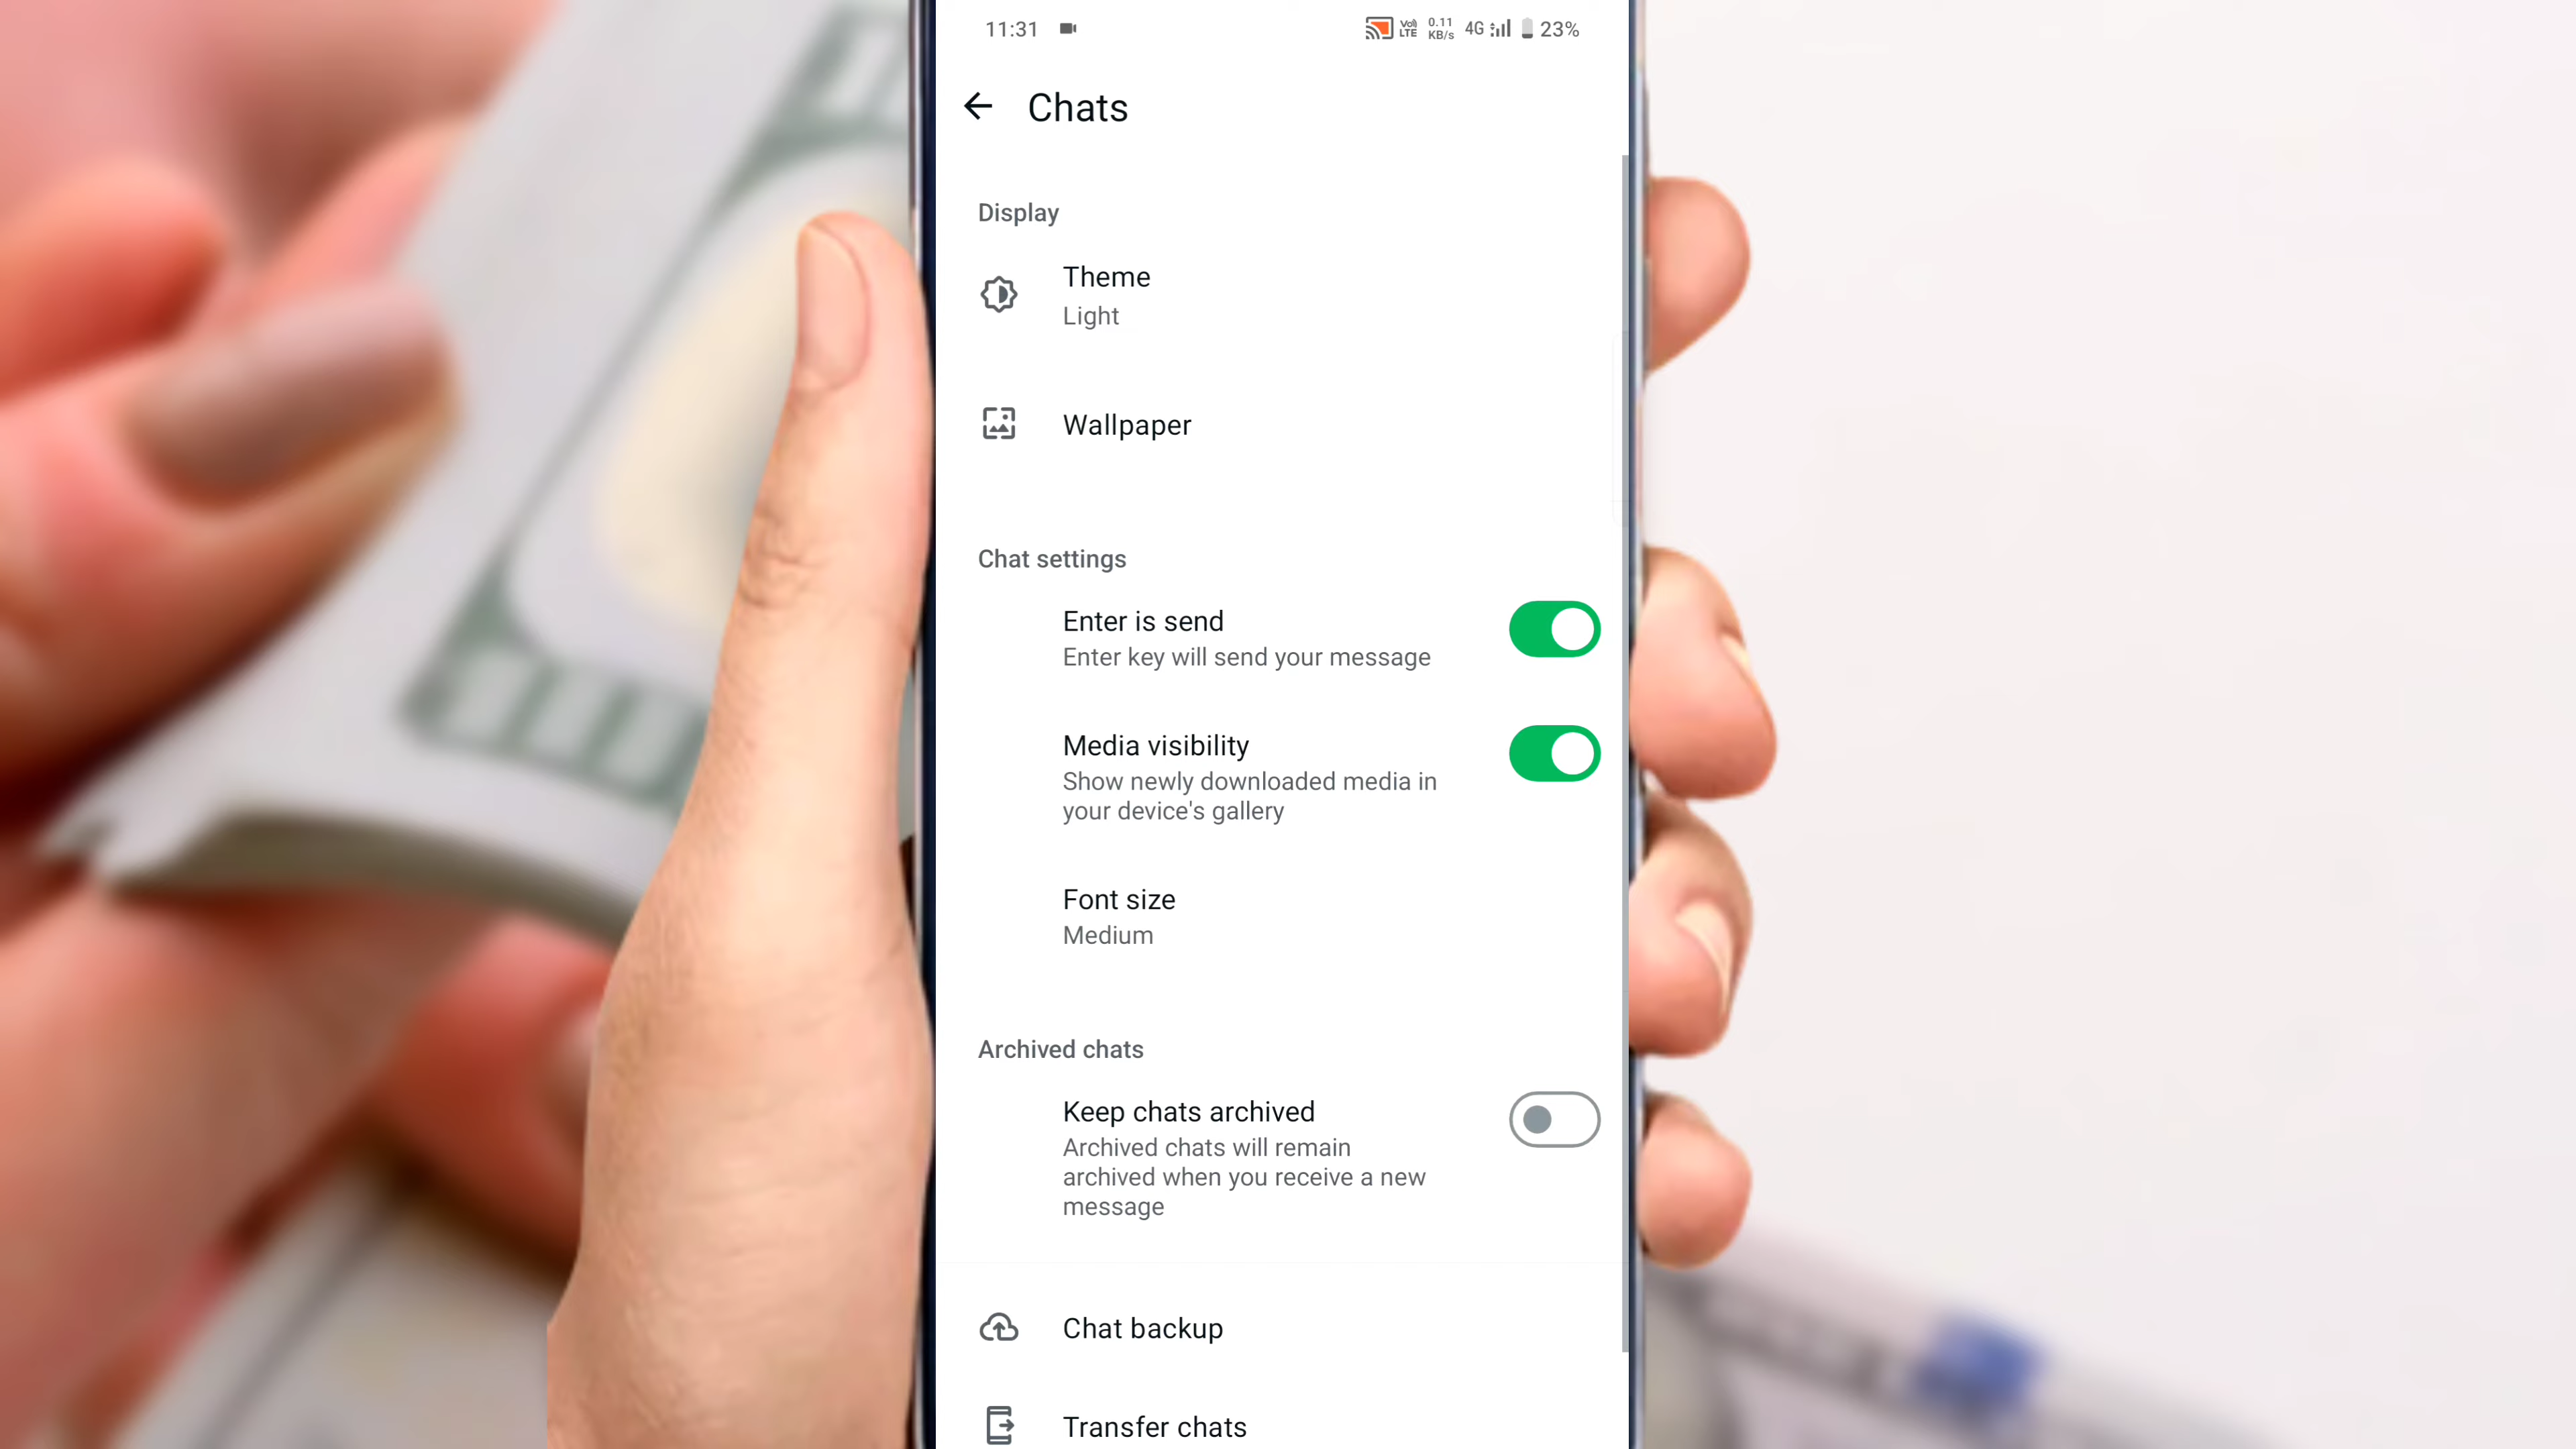 11:31
Vo)) LTE 0.11 KB/s 4G 23%
Chats
Display
Theme
Light
Wallpaper
Chat settings
Enter is send
Enter key will send your message
Media visibility
Show newly downloaded media in
your device's gallery
Font size
Medium
Archived chats
Keep chats archived
Archived chats will remain
archived when you receive a new
message
Chat backup
Transfer chats